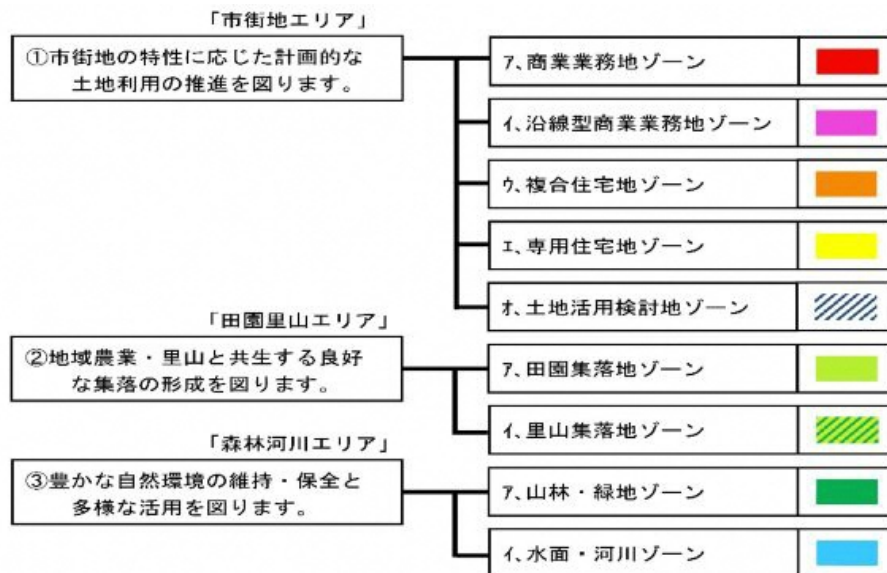 「市街地エリア」
①市街地の特性に応じた計画的な
土地利用の推進を図ります。
ｱ､商業業務地ゾーン
ｲ､沿線型商業業務地ゾーン
ｳ､複合住宅地ゾーン
ｴ､専用住宅地ゾーン
ｵ､土地活用検討地ゾーン
「田園里山エリア」
②地域農業・里山と共生する良好
な集落の形成を図ります。
ｱ､田園集落地ゾーン
ｲ､里山集落地ゾーン
「森林河川エリア」
③豊かな自然環境の維持・保全と
多様な活用を図ります。
ｱ､山林・緑地ゾーン
ｲ､水面・河川ゾーン